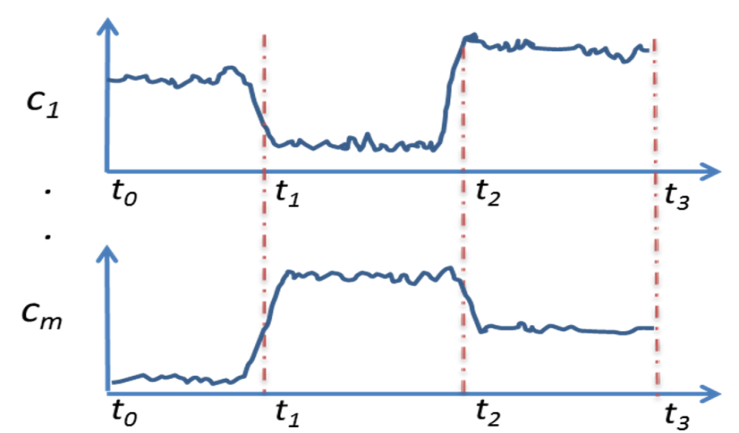 c₁
t₀ t₁ t₂ t₃
.
.
cₘ
t₀ t₁ t₂ t₃